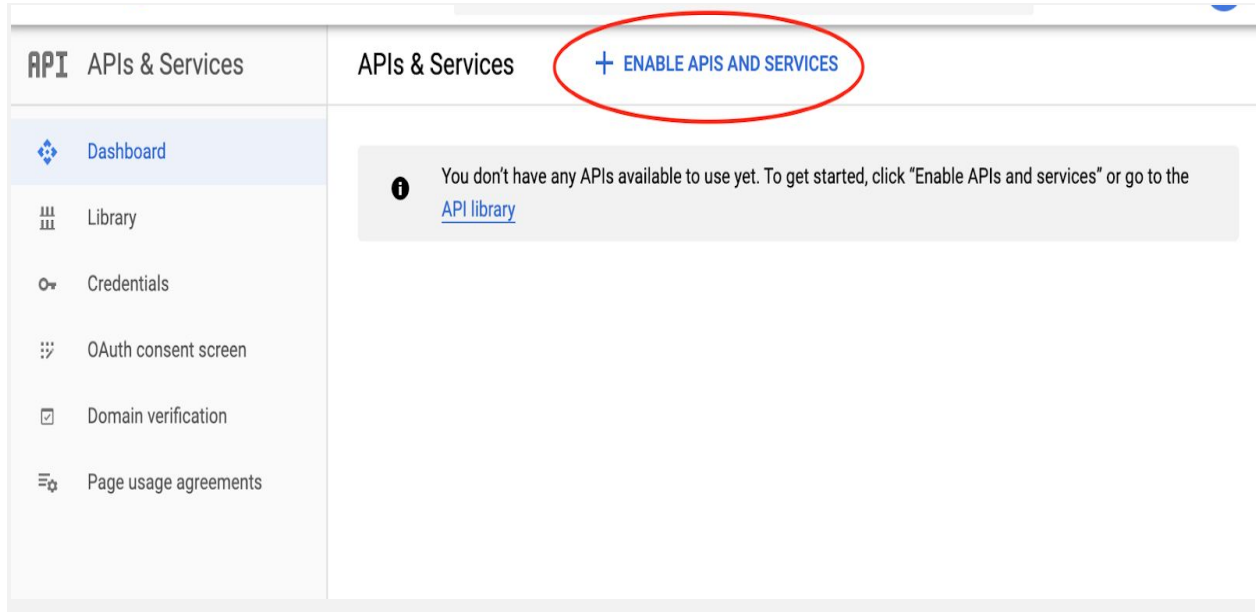 API APIs & Services
APIs & Services
+ ENABLE APIS AND SERVICES
Dashboard
Library
Credentials
OAuth consent screen
Domain verification
Page usage agreements
You don’t have any APIs available to use yet. To get started, click “Enable APIs and services” or go to the
API library